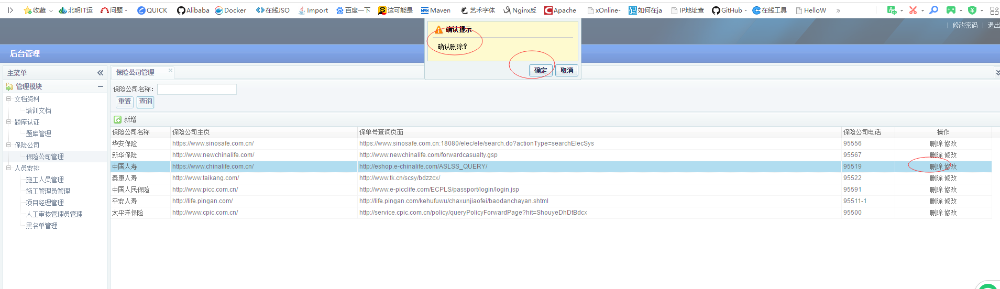 收藏 北明IT运 问题 - QUICK Alibaba Docker 在线JSO Import 百度一下 这可能是 Maven 艺术字体 Nginx反 Apache xOnline- 如何在ja IP地址查 GitHub - 在线工具 HelloW »
| 修改密码 | 退出
确认提示
确认删除?
确定 取消
后台管理
主菜单
管理模块
文档资料
培训文档
题库认证
题库管理
保险公司
保险公司管理
人员安排
施工人员管理
施工管理员管理
项目经理管理
人工审核管理员管理
黑名单管理
保险公司管理
保险公司名称:
重置 查询
新增
保险公司名称 保险公司主页 保单号查询页面 保险公司电话 操作
华安保险 https://www.sinosafe.com.cn/ https://www.sinosafe.com.cn:18080/elec/ele/search.do?actionType=searchElecSys 95556 删除 修改
新华保险 http://www.newchinalife.com/ http://www.newchinalife.com/forwardcasualty.gsp 95567 删除 修改
中国人寿 https://www.chinalife.com.cn/ http://eshop.e-chinalife.com/ASLSS_QUERY/ 95519 删除 修改
泰康人寿 http://www.taikang.com/ http://www.tk.cn/scsy/bdzzcx/ 95522 删除 修改
中国人民保险 http://www.picc.com.cn/ http://www.e-picclife.com/ECPLS/passport/login/login.jsp 95591 删除 修改
平安人寿 http://life.pingan.com/ http://life.pingan.com/kehufuwu/chaxunjiaofei/baodanchayan.shtml 95511-1 删除 修改
太平洋保险 http://www.cpic.com.cn/ http://service.cpic.com.cn/policy/queryPolicyForwardPage?hit=ShouyeDhDtBdcx 95500 删除 修改